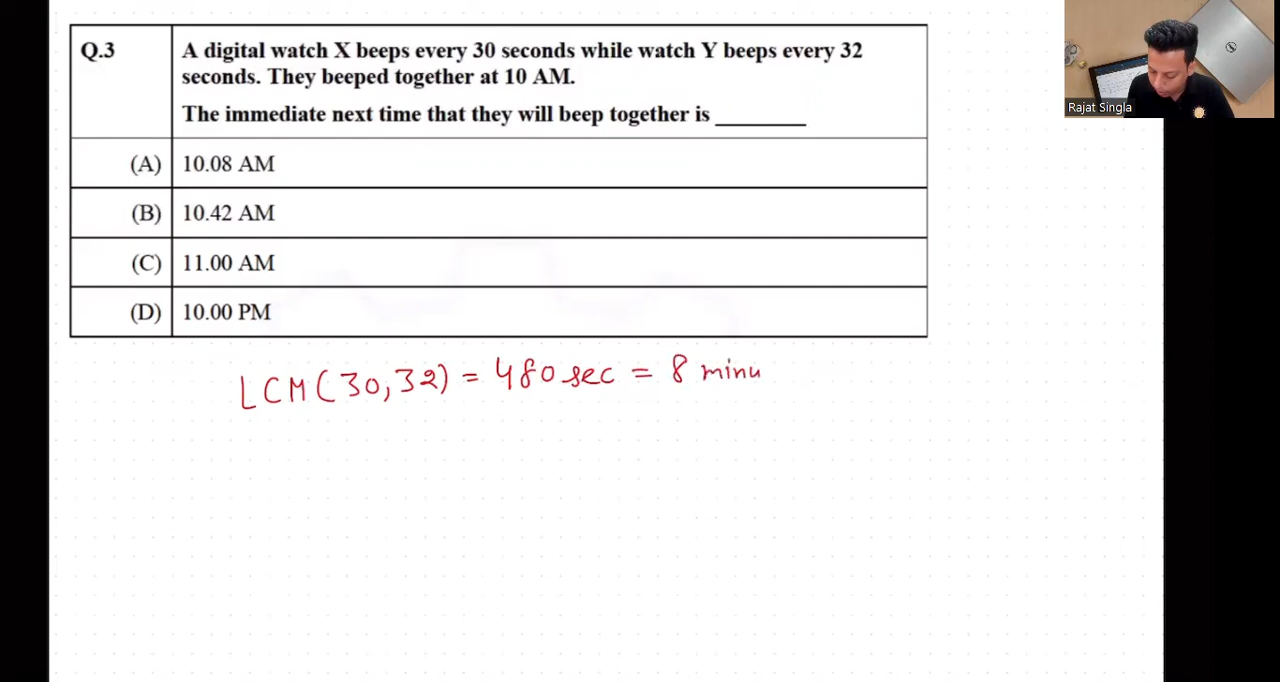 Q.3 A digital watch X beeps every 30 seconds while watch Y beeps every 32
seconds. They beeped together at 10 AM.
The immediate next time that they will beep together is ________
(A) 10.08 AM
(B) 10.42 AM
(C) 11.00 AM
(D) 10.00 PM
LCM(30,32) = 480 sec = 8 minu
Rajat Singla